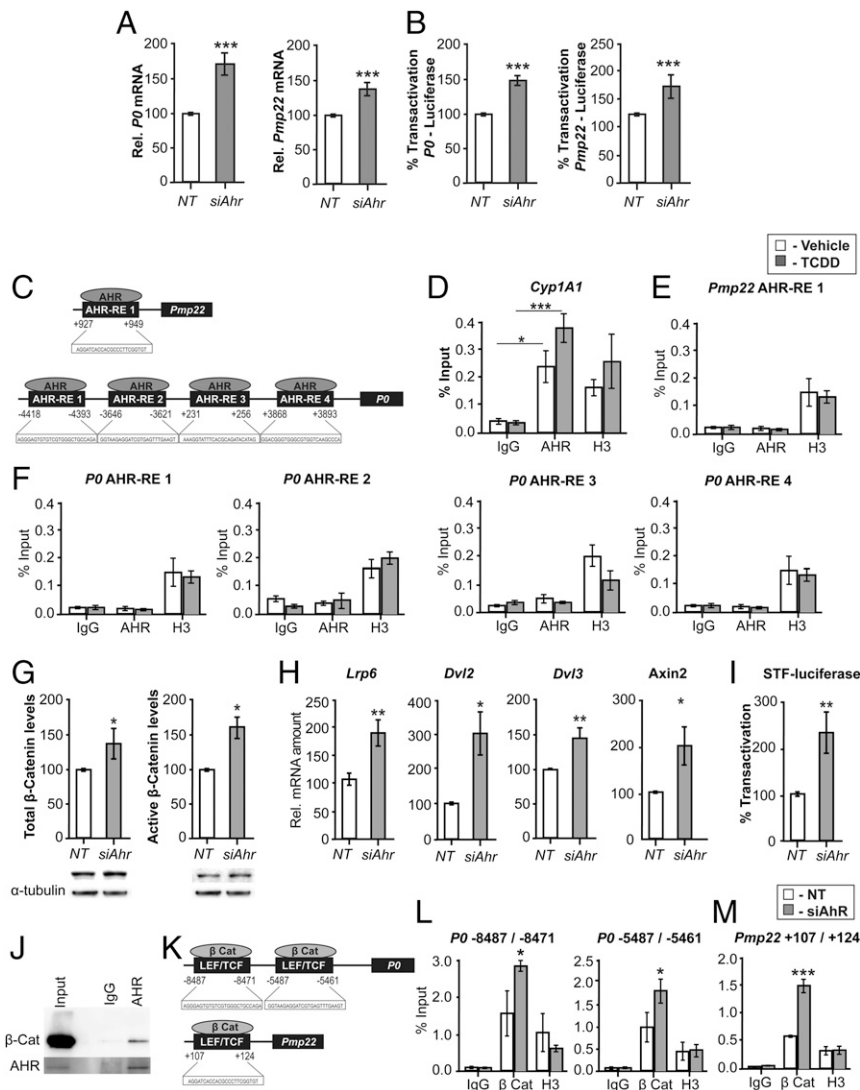 A
B
Rel. P0 mRNA
200
150
100
50
0
***
NT siAhr
Rel. Pmp22 mRNA
200
150
100
50
0
***
NT siAhr
% Transactivation
P0 - Luciferase
200
150
100
50
0
***
NT siAhr
% Transactivation
Pmp22 - Luciferase
250
200
150
100
50
0
***
NT siAhr
- Vehicle
- TCDD
C
AHR
AHR-RE 1
Pmp22
+927 +949
AGGATCACCACGCCCTTCGGTGT
AHR AHR AHR AHR
AHR-RE 1 AHR-RE 2 AHR-RE 3 AHR-RE 4
P0
-4418 -4393 -3646 -3621 +231 +256 +3868 +3893
D
Cyp1A1
% Input
0.4
0.3
0.2
0.1
0.0
*
***
IgG AHR H3
E
Pmp22 AHR-RE 1
% Input
0.4
0.3
0.2
0.1
0.0
IgG AHR H3
F
P0 AHR-RE 1
% Input
0.4
0.3
0.2
0.1
0.0
IgG AHR H3
P0 AHR-RE 2
% Input
0.4
0.3
0.2
0.1
0.0
IgG AHR H3
P0 AHR-RE 3
% Input
0.4
0.3
0.2
0.1
0.0
IgG AHR H3
P0 AHR-RE 4
% Input
0.4
0.3
0.2
0.1
0.0
IgG AHR H3
G
Total β-Catenin levels
200
150
100
50
0
*
NT siAhr
Active β-Catenin levels
200
150
100
50
0
*
NT siAhr
α-tubulin
H
Rel. mRNA amount
Lrp6
250
200
150
100
50
0
**
NT siAhr
Dvl2
400
300
200
100
0
*
NT siAhr
Dvl3
200
150
100
50
0
**
NT siAhr
Axin2
300
200
100
0
*
NT siAhr
I
STF-luciferase
% Transactivation
300
200
100
0
**
NT siAhr
- NT
- siAhR
J
Input IgG AHR
β-Cat
AHR
K
β Cat β Cat
LEF/TCF LEF/TCF
P0
-8487 -8471 -5487 -5461
β Cat
LEF/TCF
Pmp22
+107 +124
AGGATCACCACGCCCTTCGGTGT
L
P0 -8487 / -8471
% Input
3.0
2.0
1.0
0.0
*
IgG β Cat H3
P0 -5487 / -5461
3.0
2.0
1.0
0.0
*
IgG β Cat H3
M
Pmp22 +107 / +124
2.0
1.5
1.0
0.5
0
***
IgG β Cat H3